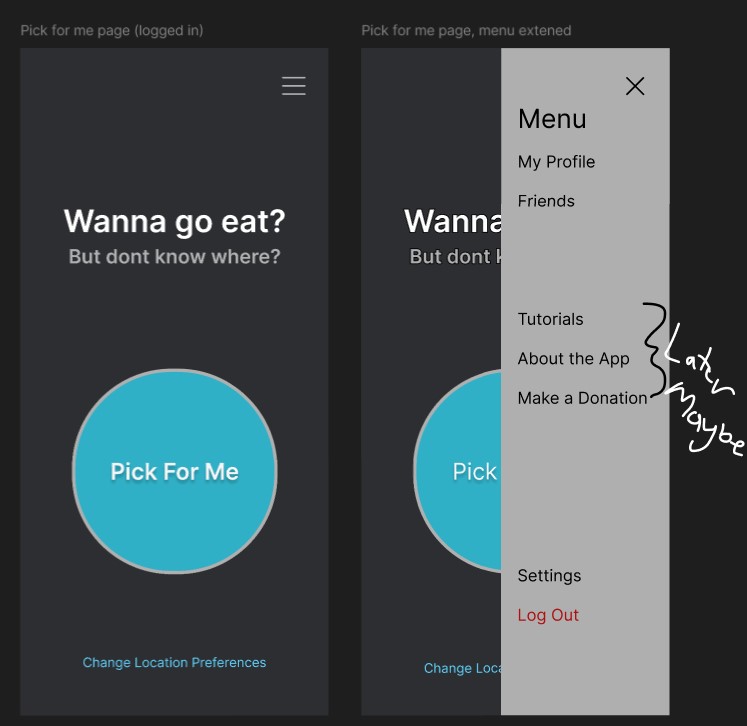 Pick for me page (logged in)
Wanna go eat?
But dont know where?
Pick For Me
Change Location Preferences
Pick for me page, menu extened
Wanna
But dont k
Pick
Change Loca
Menu
My Profile
Friends
Tutorials
About the App
Make a Donation
Settings
Log Out
Later
Maybe